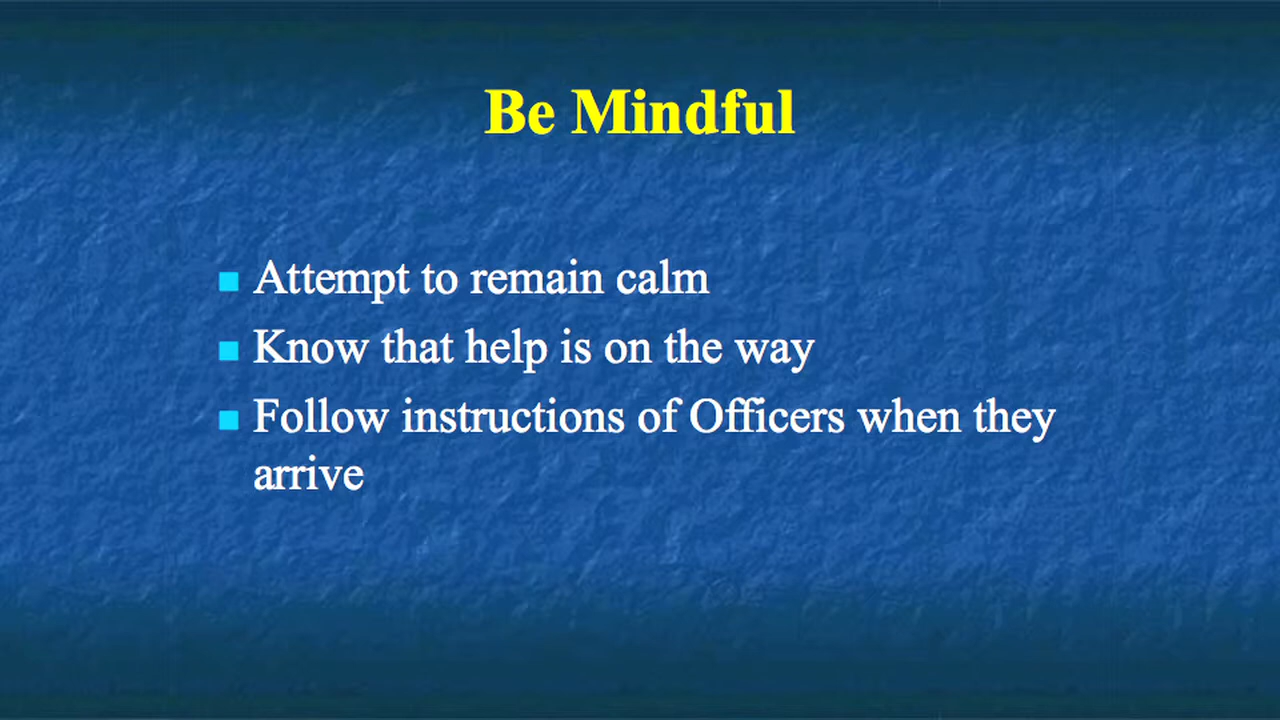 Be Mindful
Attempt to remain calm
Know that help is on the way
Follow instructions of Officers when they
arrive